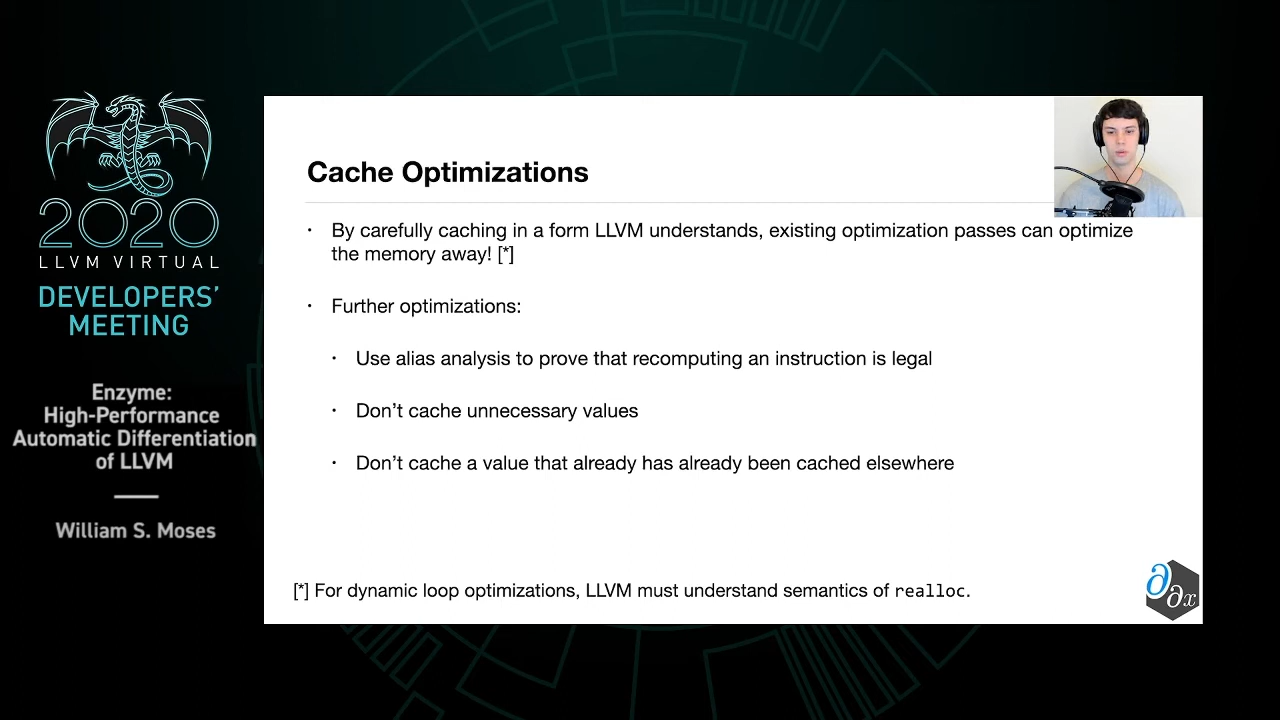 2020
LLVM VIRTUAL
DEVELOPERS'
MEETING
Enzyme:
High-Performance
Automatic Differentiation
of LLVM
William S. Moses
Cache Optimizations
• By carefully caching in a form LLVM understands, existing optimization passes can optimize
the memory away! [*]
• Further optimizations:
• Use alias analysis to prove that recomputing an instruction is legal
• Don’t cache unnecessary values
• Don’t cache a value that already has already been cached elsewhere
[*] For dynamic loop optimizations, LLVM must understand semantics of realloc.
∂
∂x